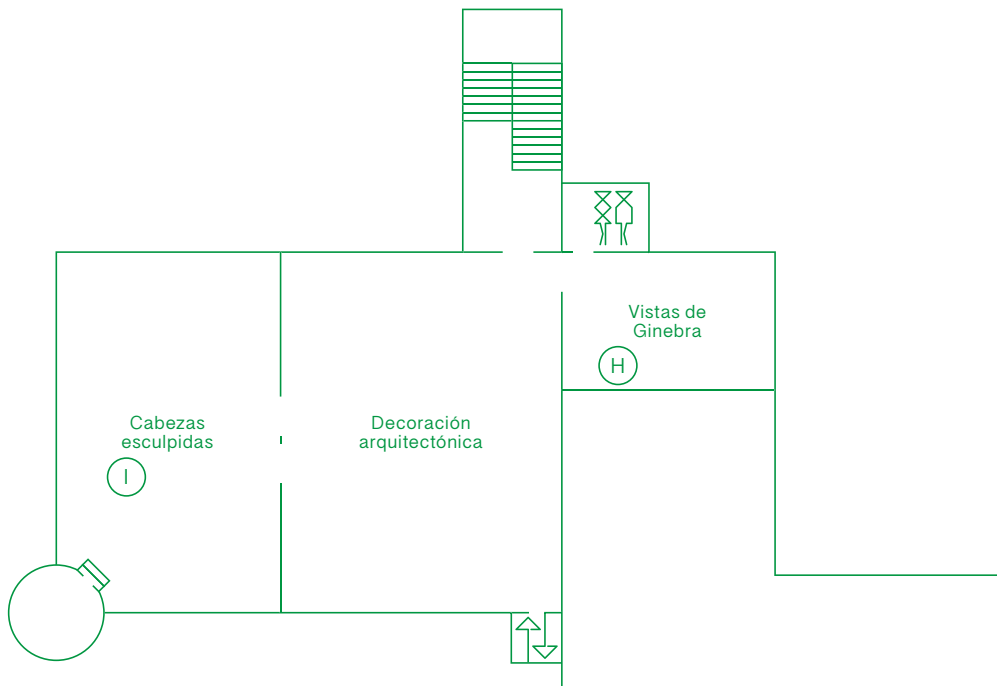 Vistas de
Ginebra
H
Cabezas
esculpidas
I
Decoración
arquitectónica